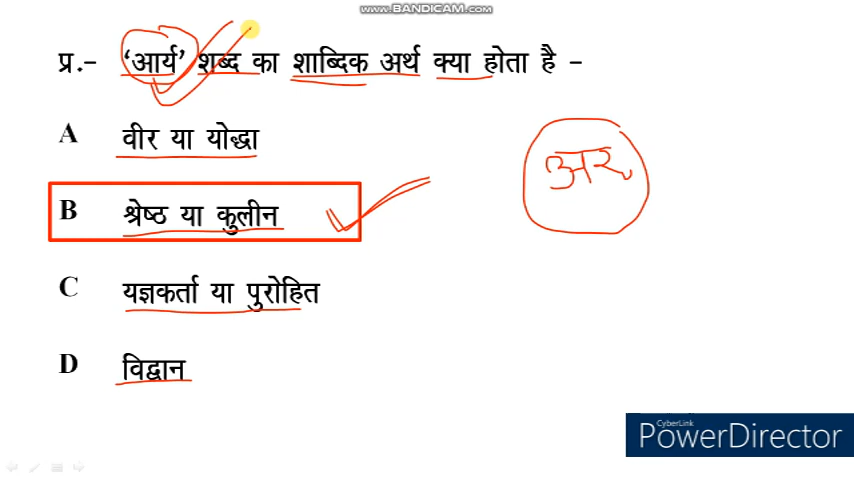 www.BANDICAM.com
प्र.- 'आर्य' शब्द का शाब्दिक अर्थ क्या होता है -
A वीर या योद्धा
B श्रेष्ठ या कुलीन
अर
C यज्ञकर्ता या पुरोहित
D विद्वान
CyberLink
PowerDirector